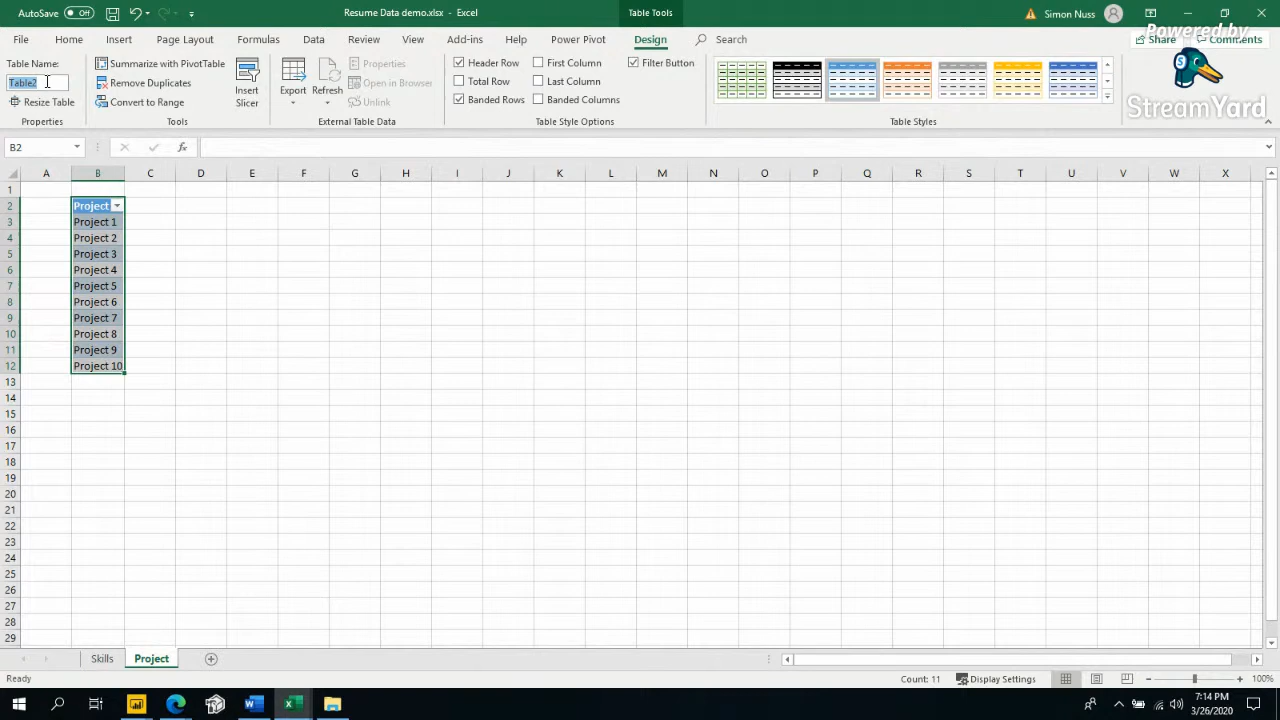 AutoSave Off
Resume Data demo.xlsx - Excel
Table Tools
Simon Nuss
File Home Insert Page Layout Formulas Data Review View Add-ins Help Power Pivot Design Search
Share Comments
Powered by
StreamYard
Table Name:
Table2
Resize Table
Properties
Summarize with PivotTable
Remove Duplicates
Convert to Range
Tools
Insert
Slicer
Export
Refresh
Properties
Open in Browser
Unlink
External Table Data
Header Row
Total Row
Banded Rows
First Column
Last Column
Banded Columns
Filter Button
Table Style Options
Table Styles
B2
fx
A B C D E F G H I J K L M N O P Q R S T U V W X
1
2 Project
3 Project 1
4 Project 2
5 Project 3
6 Project 4
7 Project 5
8 Project 6
9 Project 7
10 Project 8
11 Project 9
12 Project 10
13
14
15
16
17
18
19
20
21
22
23
24
25
26
27
28
29
Skills Project
Ready
Count: 11
Display Settings
100%
7:14 PM
3/26/2020